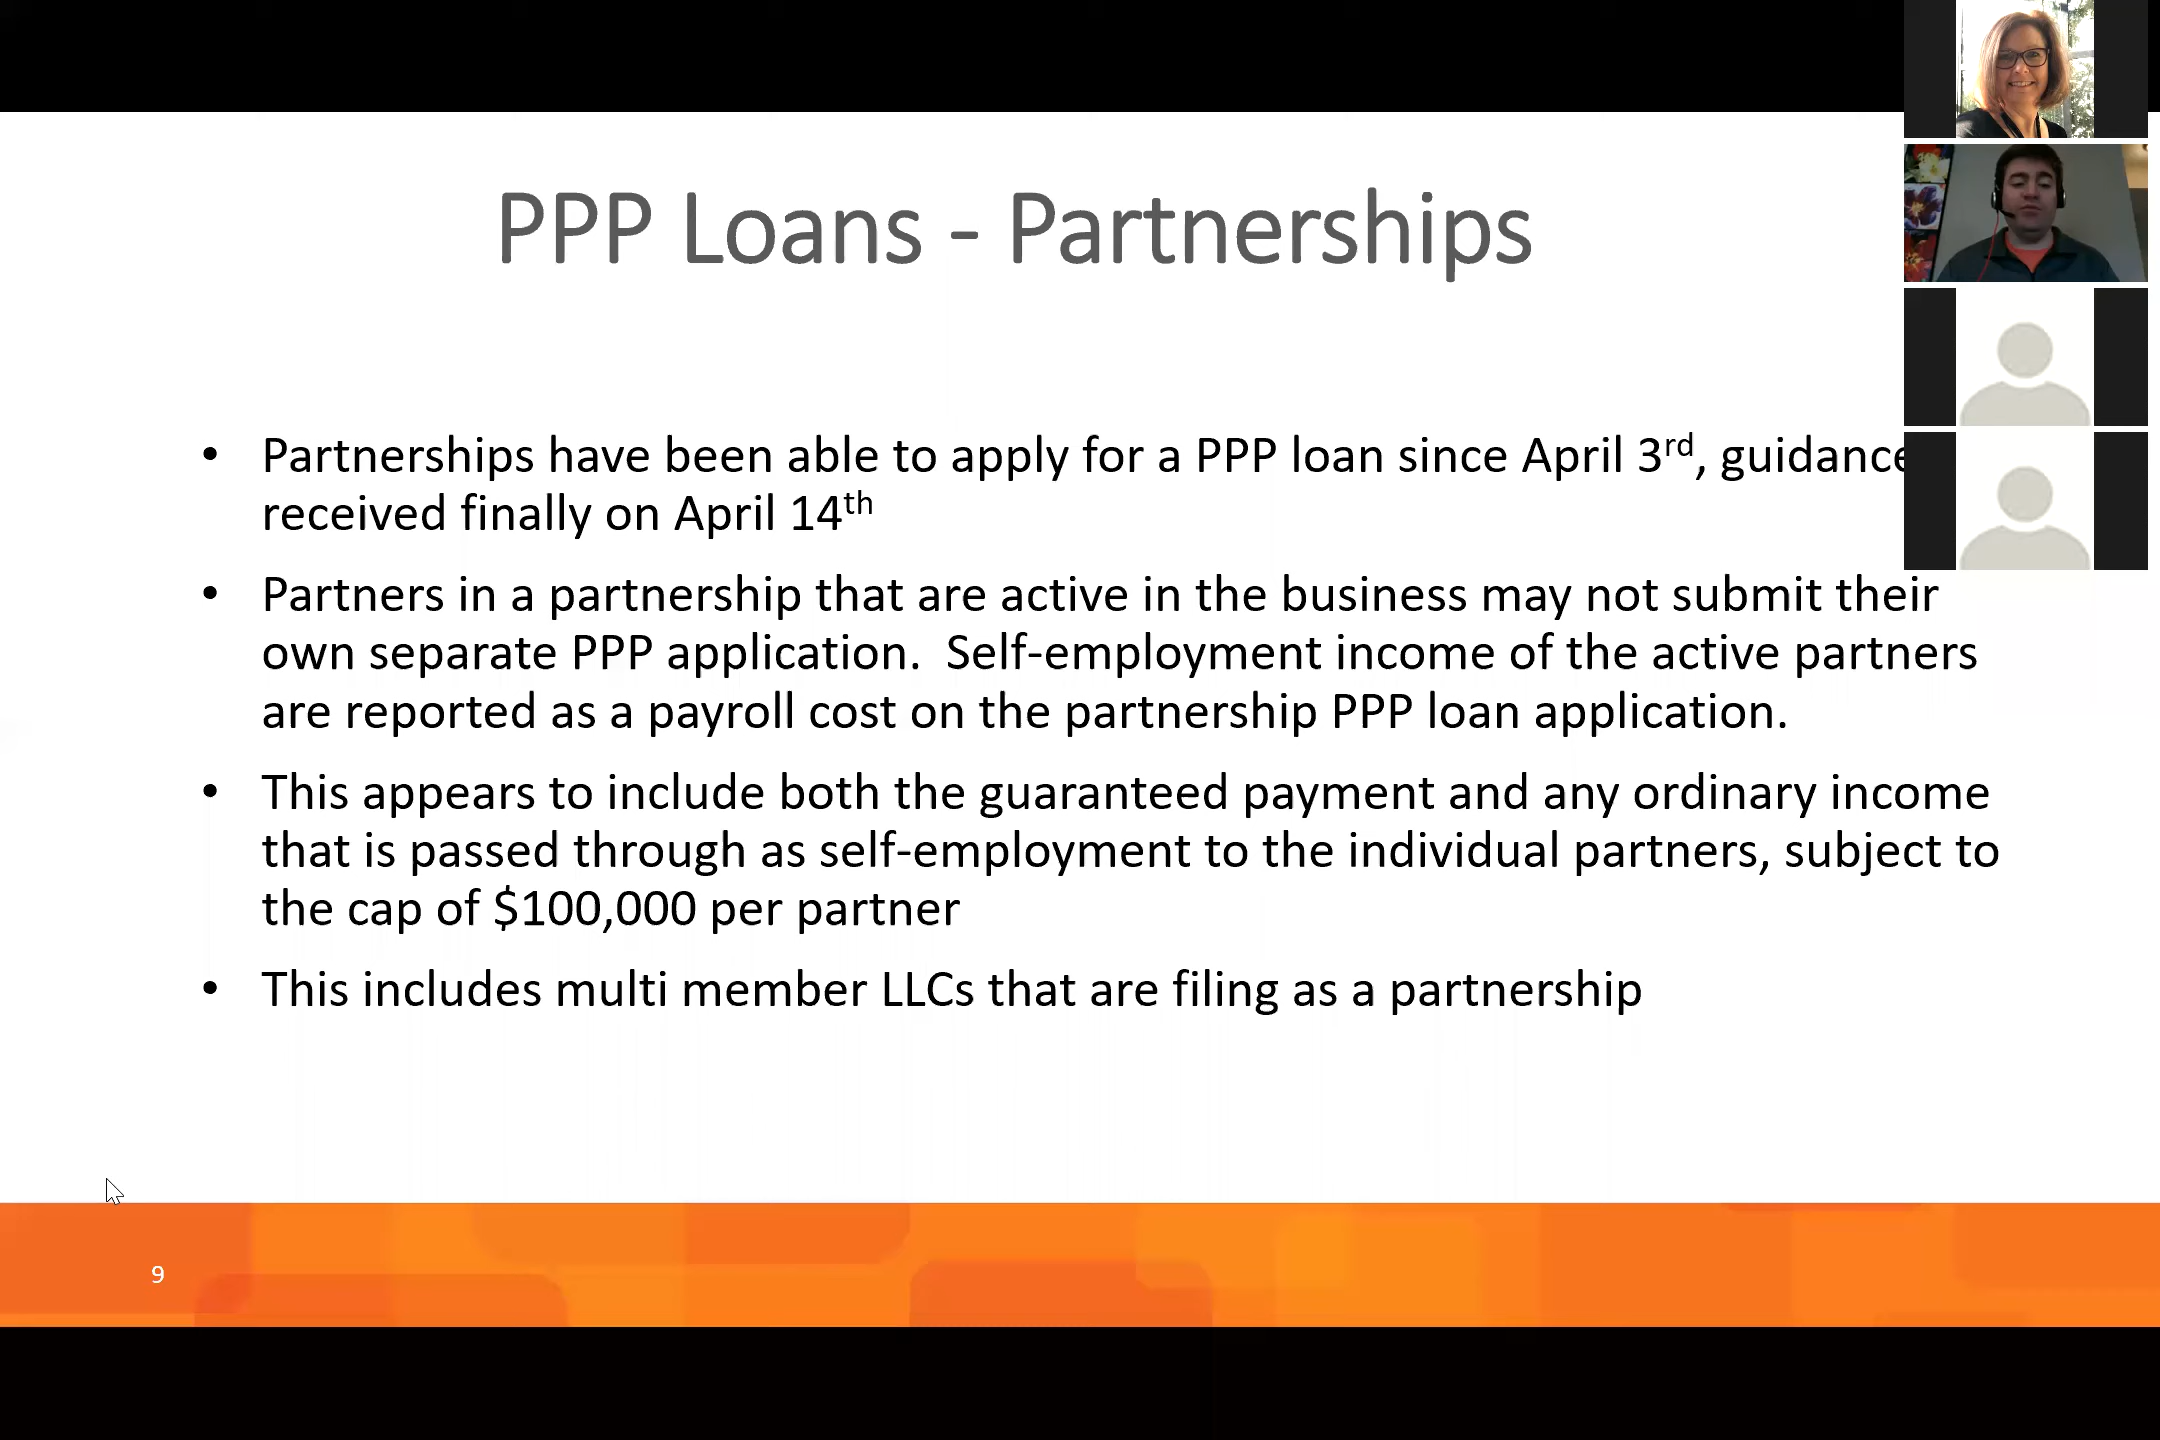 PPP Loans - Partnerships
• Partnerships have been able to apply for a PPP loan since April 3rd, guidance
received finally on April 14th
• Partners in a partnership that are active in the business may not submit their
own separate PPP application.  Self-employment income of the active partners
are reported as a payroll cost on the partnership PPP loan application.
• This appears to include both the guaranteed payment and any ordinary income
that is passed through as self-employment to the individual partners, subject to
the cap of $100,000 per partner
• This includes multi member LLCs that are filing as a partnership
9